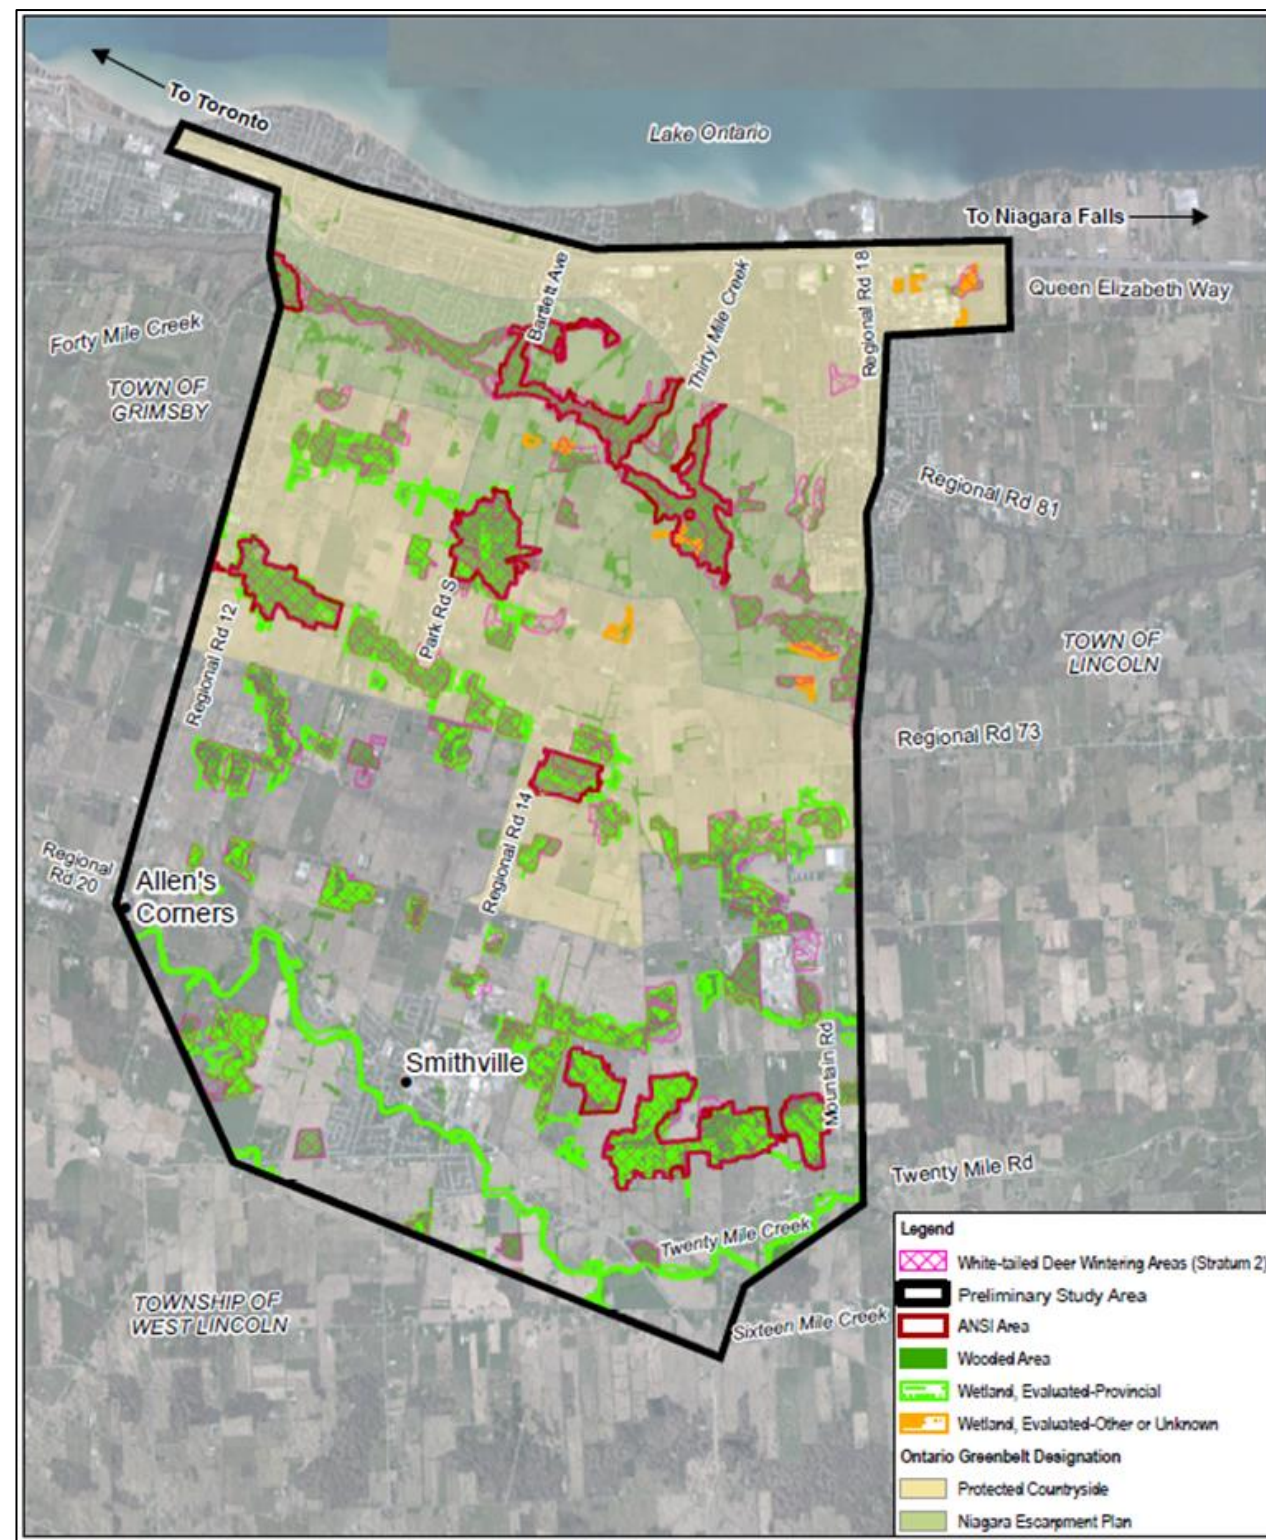 To Toronto
Lake Ontario
To Niagara Falls
Queen Elizabeth Way
Bartlett Ave
Thirty Mile Creek
Regional Rd 18
Forty Mile Creek
TOWN OF
GRIMSBY
Regional Rd 81
Park Rd S
Regional Rd 12
TOWN OF
LINCOLN
Regional Rd 73
Regional Rd 14
Regional
Rd 20
Allen's
Corners
Smithville
Mountain Rd
Twenty Mile Rd
Twenty Mile Creek
TOWNSHIP OF
WEST LINCOLN
Sixteen Mile Creek
Legend
White-tailed Deer Wintering Areas (Stratum 2)
Preliminary Study Area
ANSI Area
Wooded Area
Wetland, Evaluated-Provincial
Wetland, Evaluated-Other or Unknown
Ontario Greenbelt Designation
Protected Countryside
Niagara Escarpment Plan